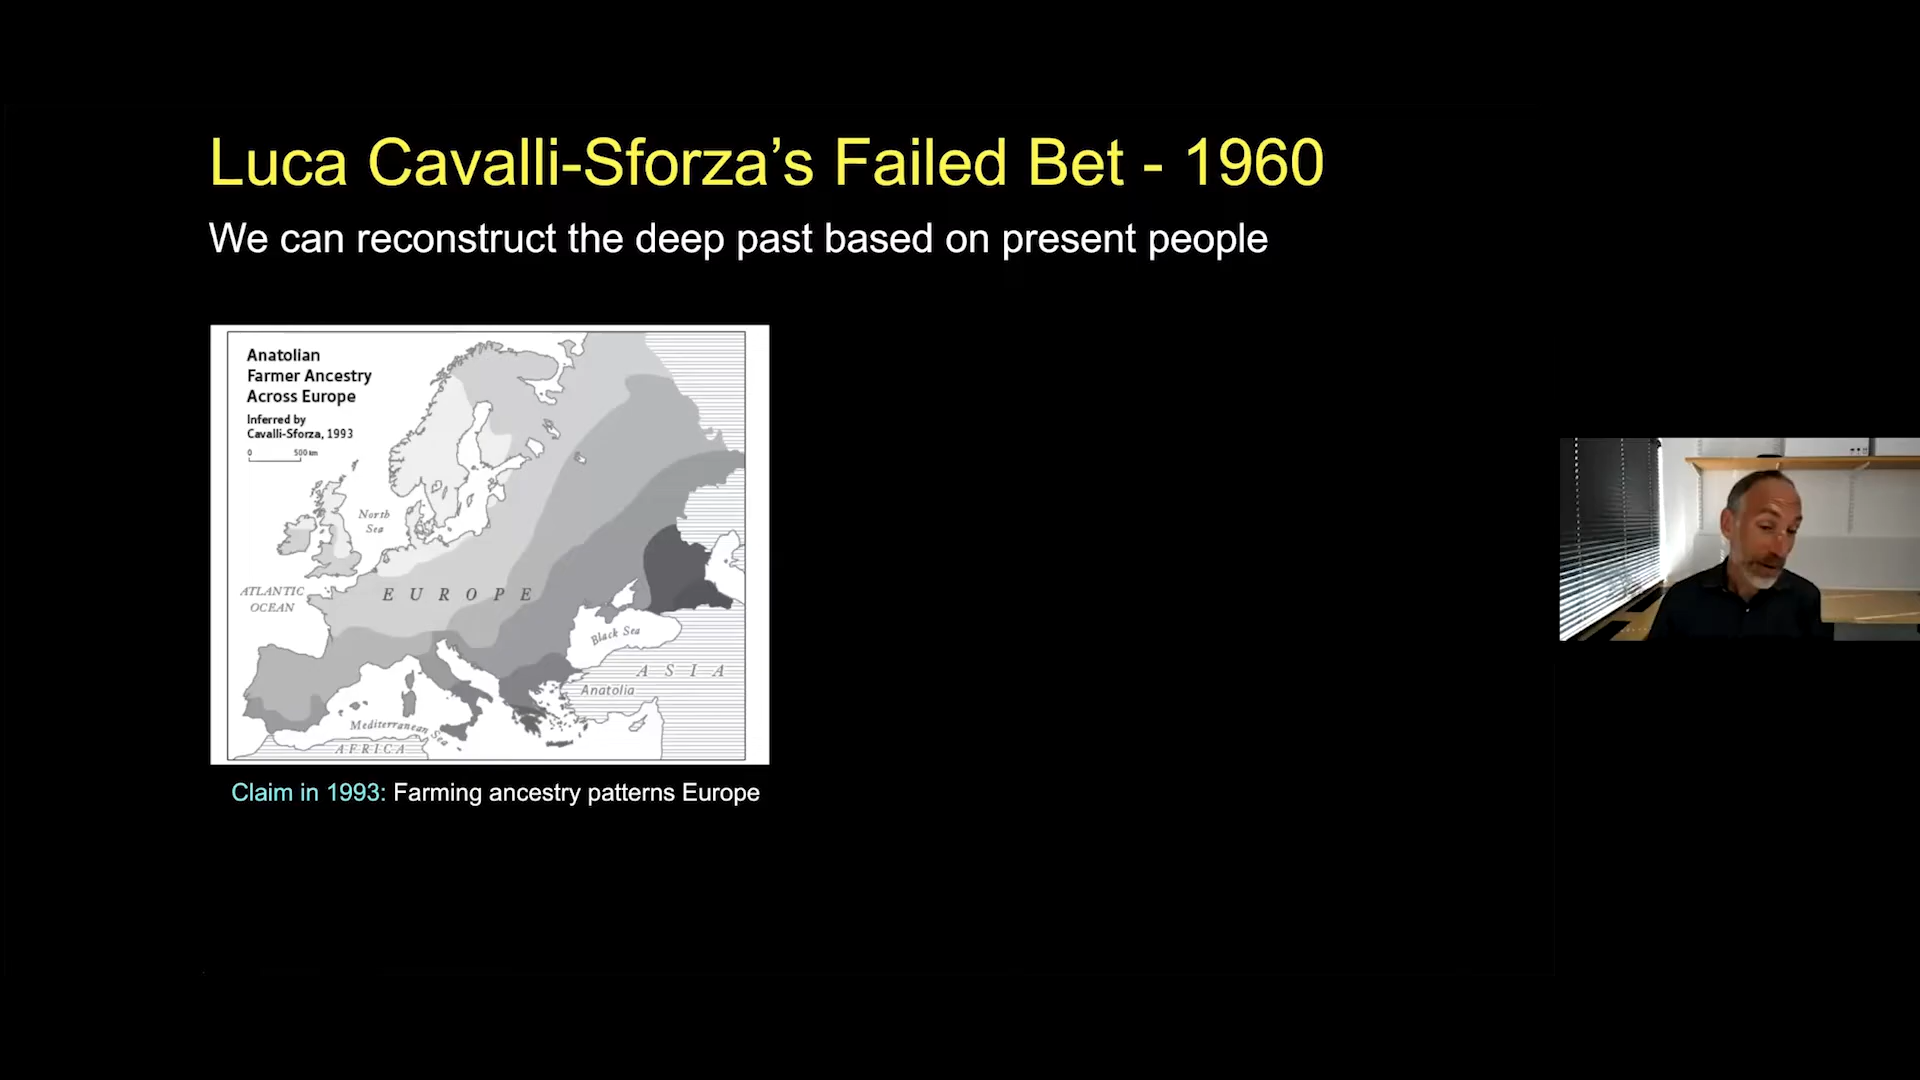 Luca Cavalli-Sforza’s Failed Bet - 1960
We can reconstruct the deep past based on present people
Anatolian
Farmer Ancestry
Across Europe
Inferred by
Cavalli-Sforza, 1993
0 500 km
North
Sea
ATLANTIC
OCEAN
EUROPE
Black Sea
ASIA
Anatolia
Mediterranean Sea
AFRICA
Claim in 1993: Farming ancestry patterns Europe